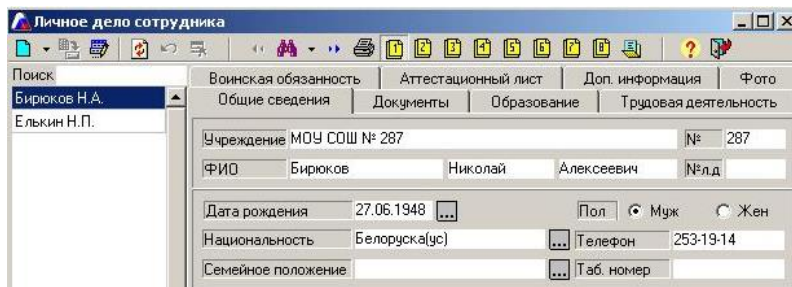 Личное дело сотрудника
Поиск
Бирюков Н.А.
Елькин Н.П.
Воинская обязанность Аттестационный лист Доп. информация Фото
Общие сведения Документы Образование Трудовая деятельность
Учреждение МОУ СОШ № 287 № 287
ФИО Бирюков Николай Алексеевич №л.д
Дата рождения 27.06.1948 ... Пол Муж Жен
Национальность Белоруска(ус) ... Телефон 253-19-14
Семейное положение ... Таб. номер